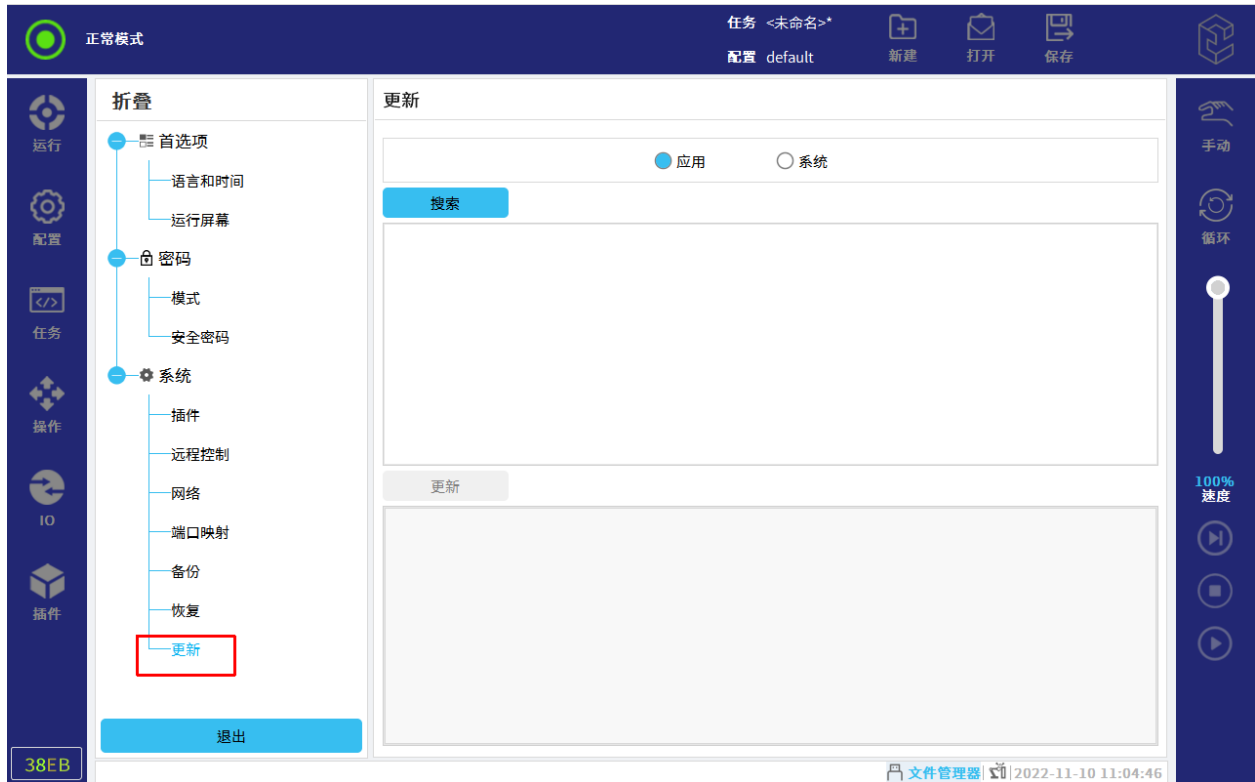 正常模式
任务 <未命名>*
配置 default
新建
打开
保存
运行
配置
任务
操作
IO
插件
38EB
折叠
首选项
语言和时间
运行屏幕
密码
模式
安全密码
系统
插件
远程控制
网络
端口映射
备份
恢复
更新
退出
更新
应用
系统
搜索
更新
手动
循环
100%
速度
文件管理器
2022-11-10 11:04:46